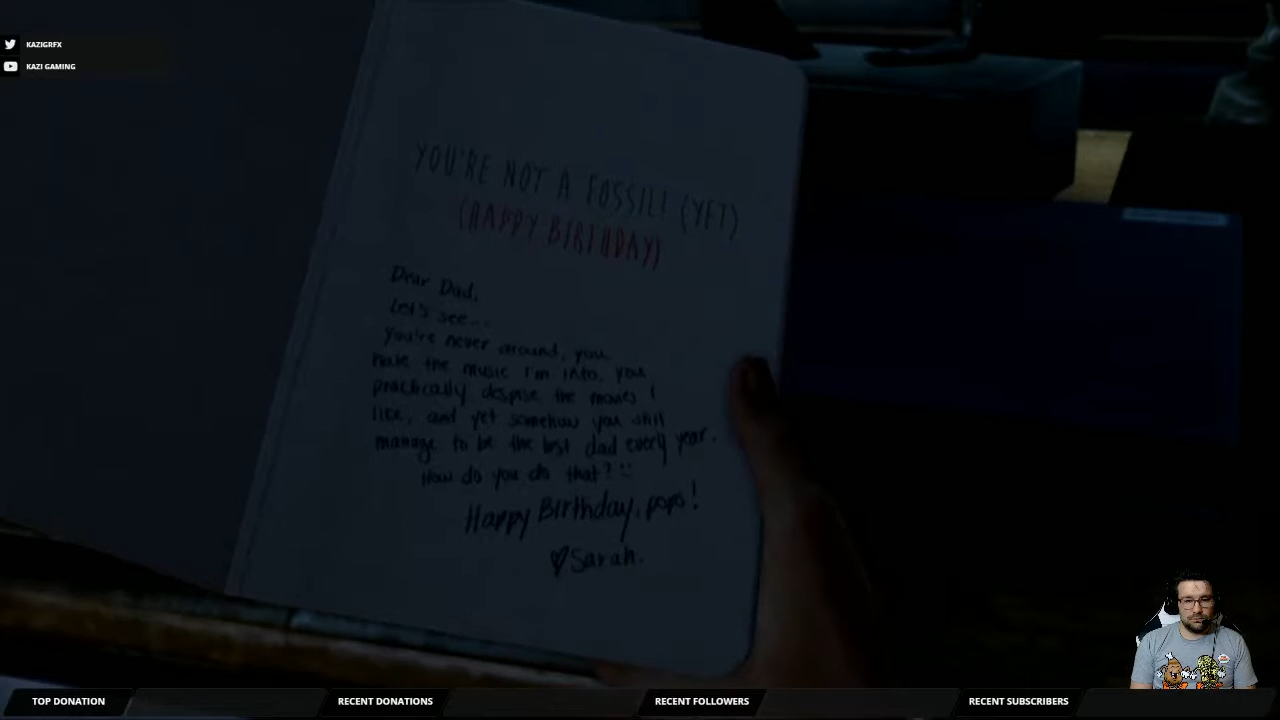 KAZIGRFX
KAZI GAMING
YOU'RE NOT A FOSSIL! (YET)
(HAPPY BIRTHDAY)
Dear Dad,
Let's see...
You're never around, you
hate the music I'm into, you
practically despise the movies I
like, and yet somehow you still
manage to be the best dad every year.
How do you do that? :)
Happy Birthday, pops!
♥Sarah.
TOP DONATION
RECENT DONATIONS
RECENT FOLLOWERS
RECENT SUBSCRIBERS